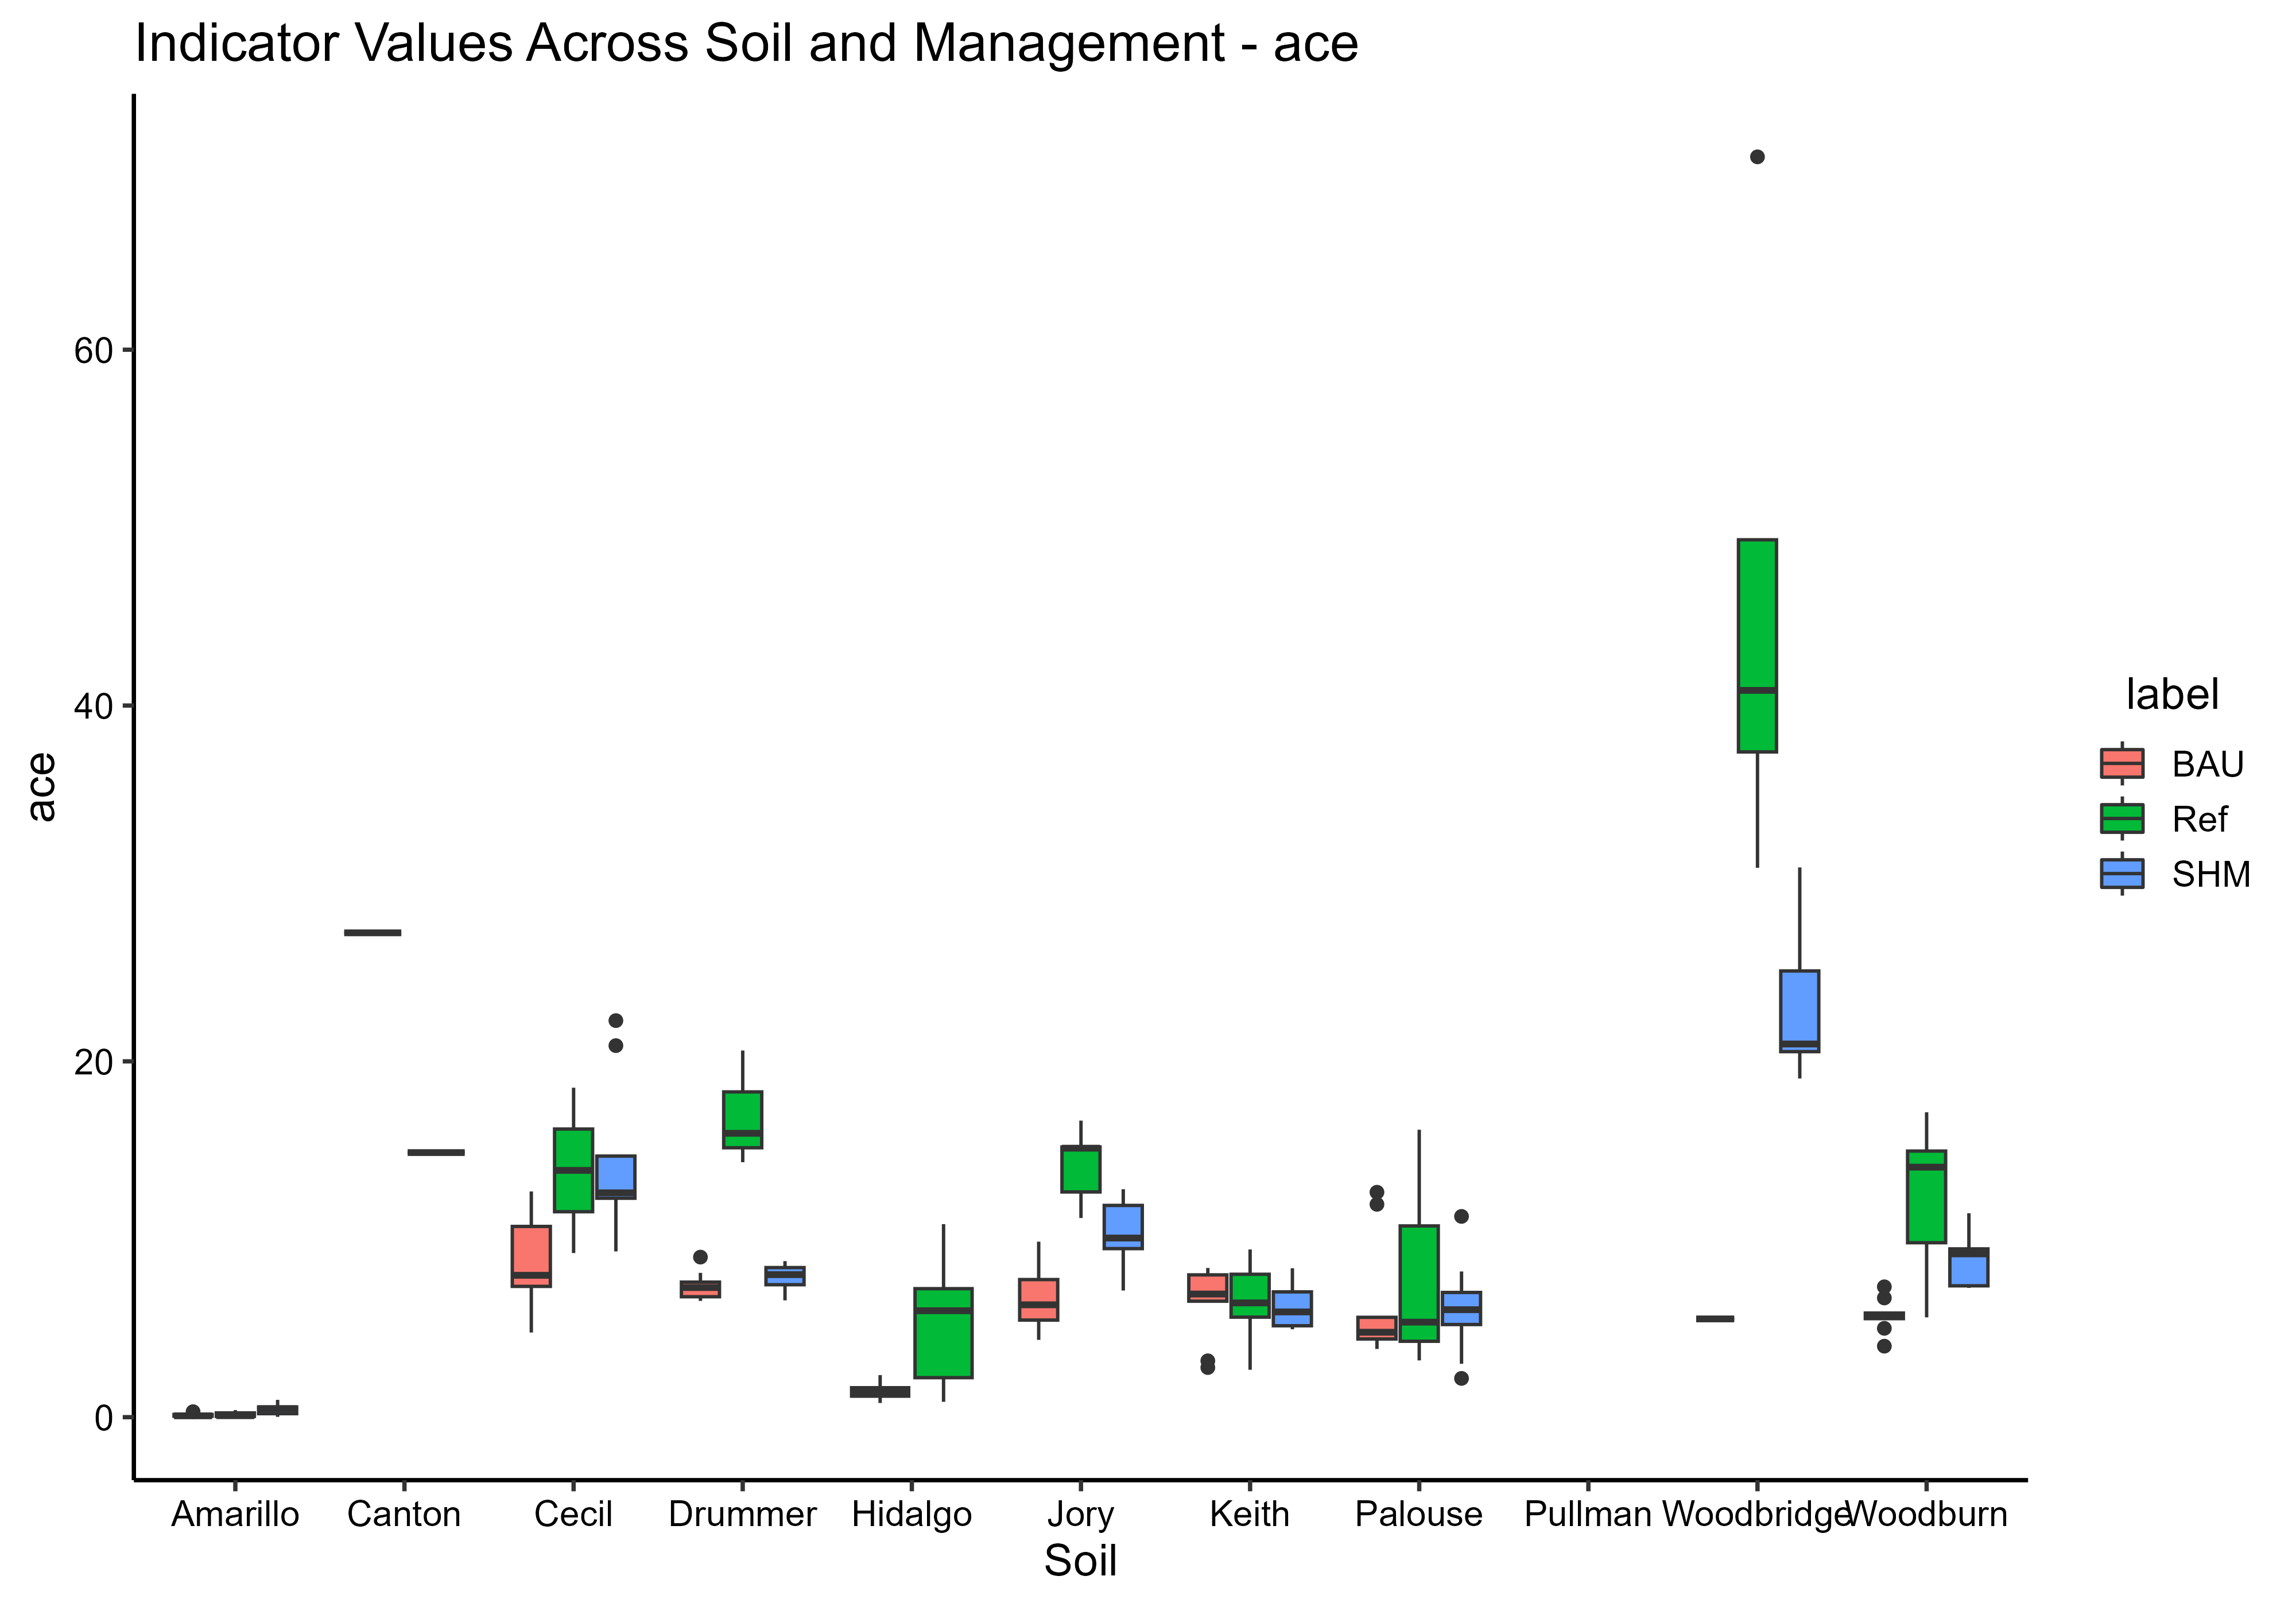 Indicator Values Across Soil and Management - ace
60
40
20
0
ace
Amarillo Canton Cecil Drummer Hidalgo Jory Keith Palouse Pullman Woodbridge Woodburn
Soil
label
BAU
Ref
SHM